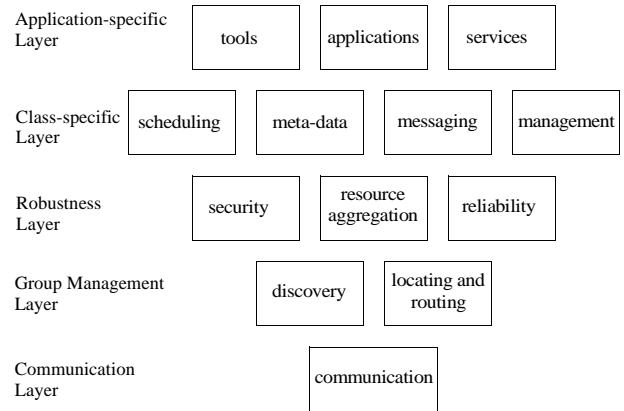 Application-specific
Layer
tools
applications
services
Class-specific
Layer
scheduling
meta-data
messaging
management
Robustness
Layer
security
resource
aggregation
reliability
Group Management
Layer
discovery
locating and
routing
Communication
Layer
communication